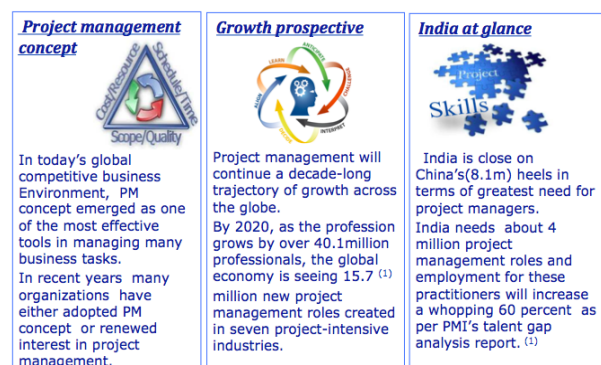 Project management
concept
Cost/Resource
Schedule/Time
Scope/Quality
In today's global
competitive business
Environment, PM
concept emerged as one
of the most effective
tools in managing many
business tasks.
In recent years many
organizations have
either adopted PM
concept or renewed
interest in project
management.
Growth prospective
ANTICIPATE
LEARN
CHALLENGE
ALIGN
DECIDE
INTERPRET
Project management will
continue a decade-long
trajectory of growth across
the globe.
By 2020, as the profession
grows by over 40.1million
professionals, the global
economy is seeing 15.7 (1)
million new project
management roles created
in seven project-intensive
industries.
India at glance
Project
Skills
India is close on
China's(8.1m) heels in
terms of greatest need for
project managers.
India needs about 4
million project
management roles and
employment for these
practitioners will increase
a whopping 60 percent as
per PMI's talent gap
analysis report. (1)